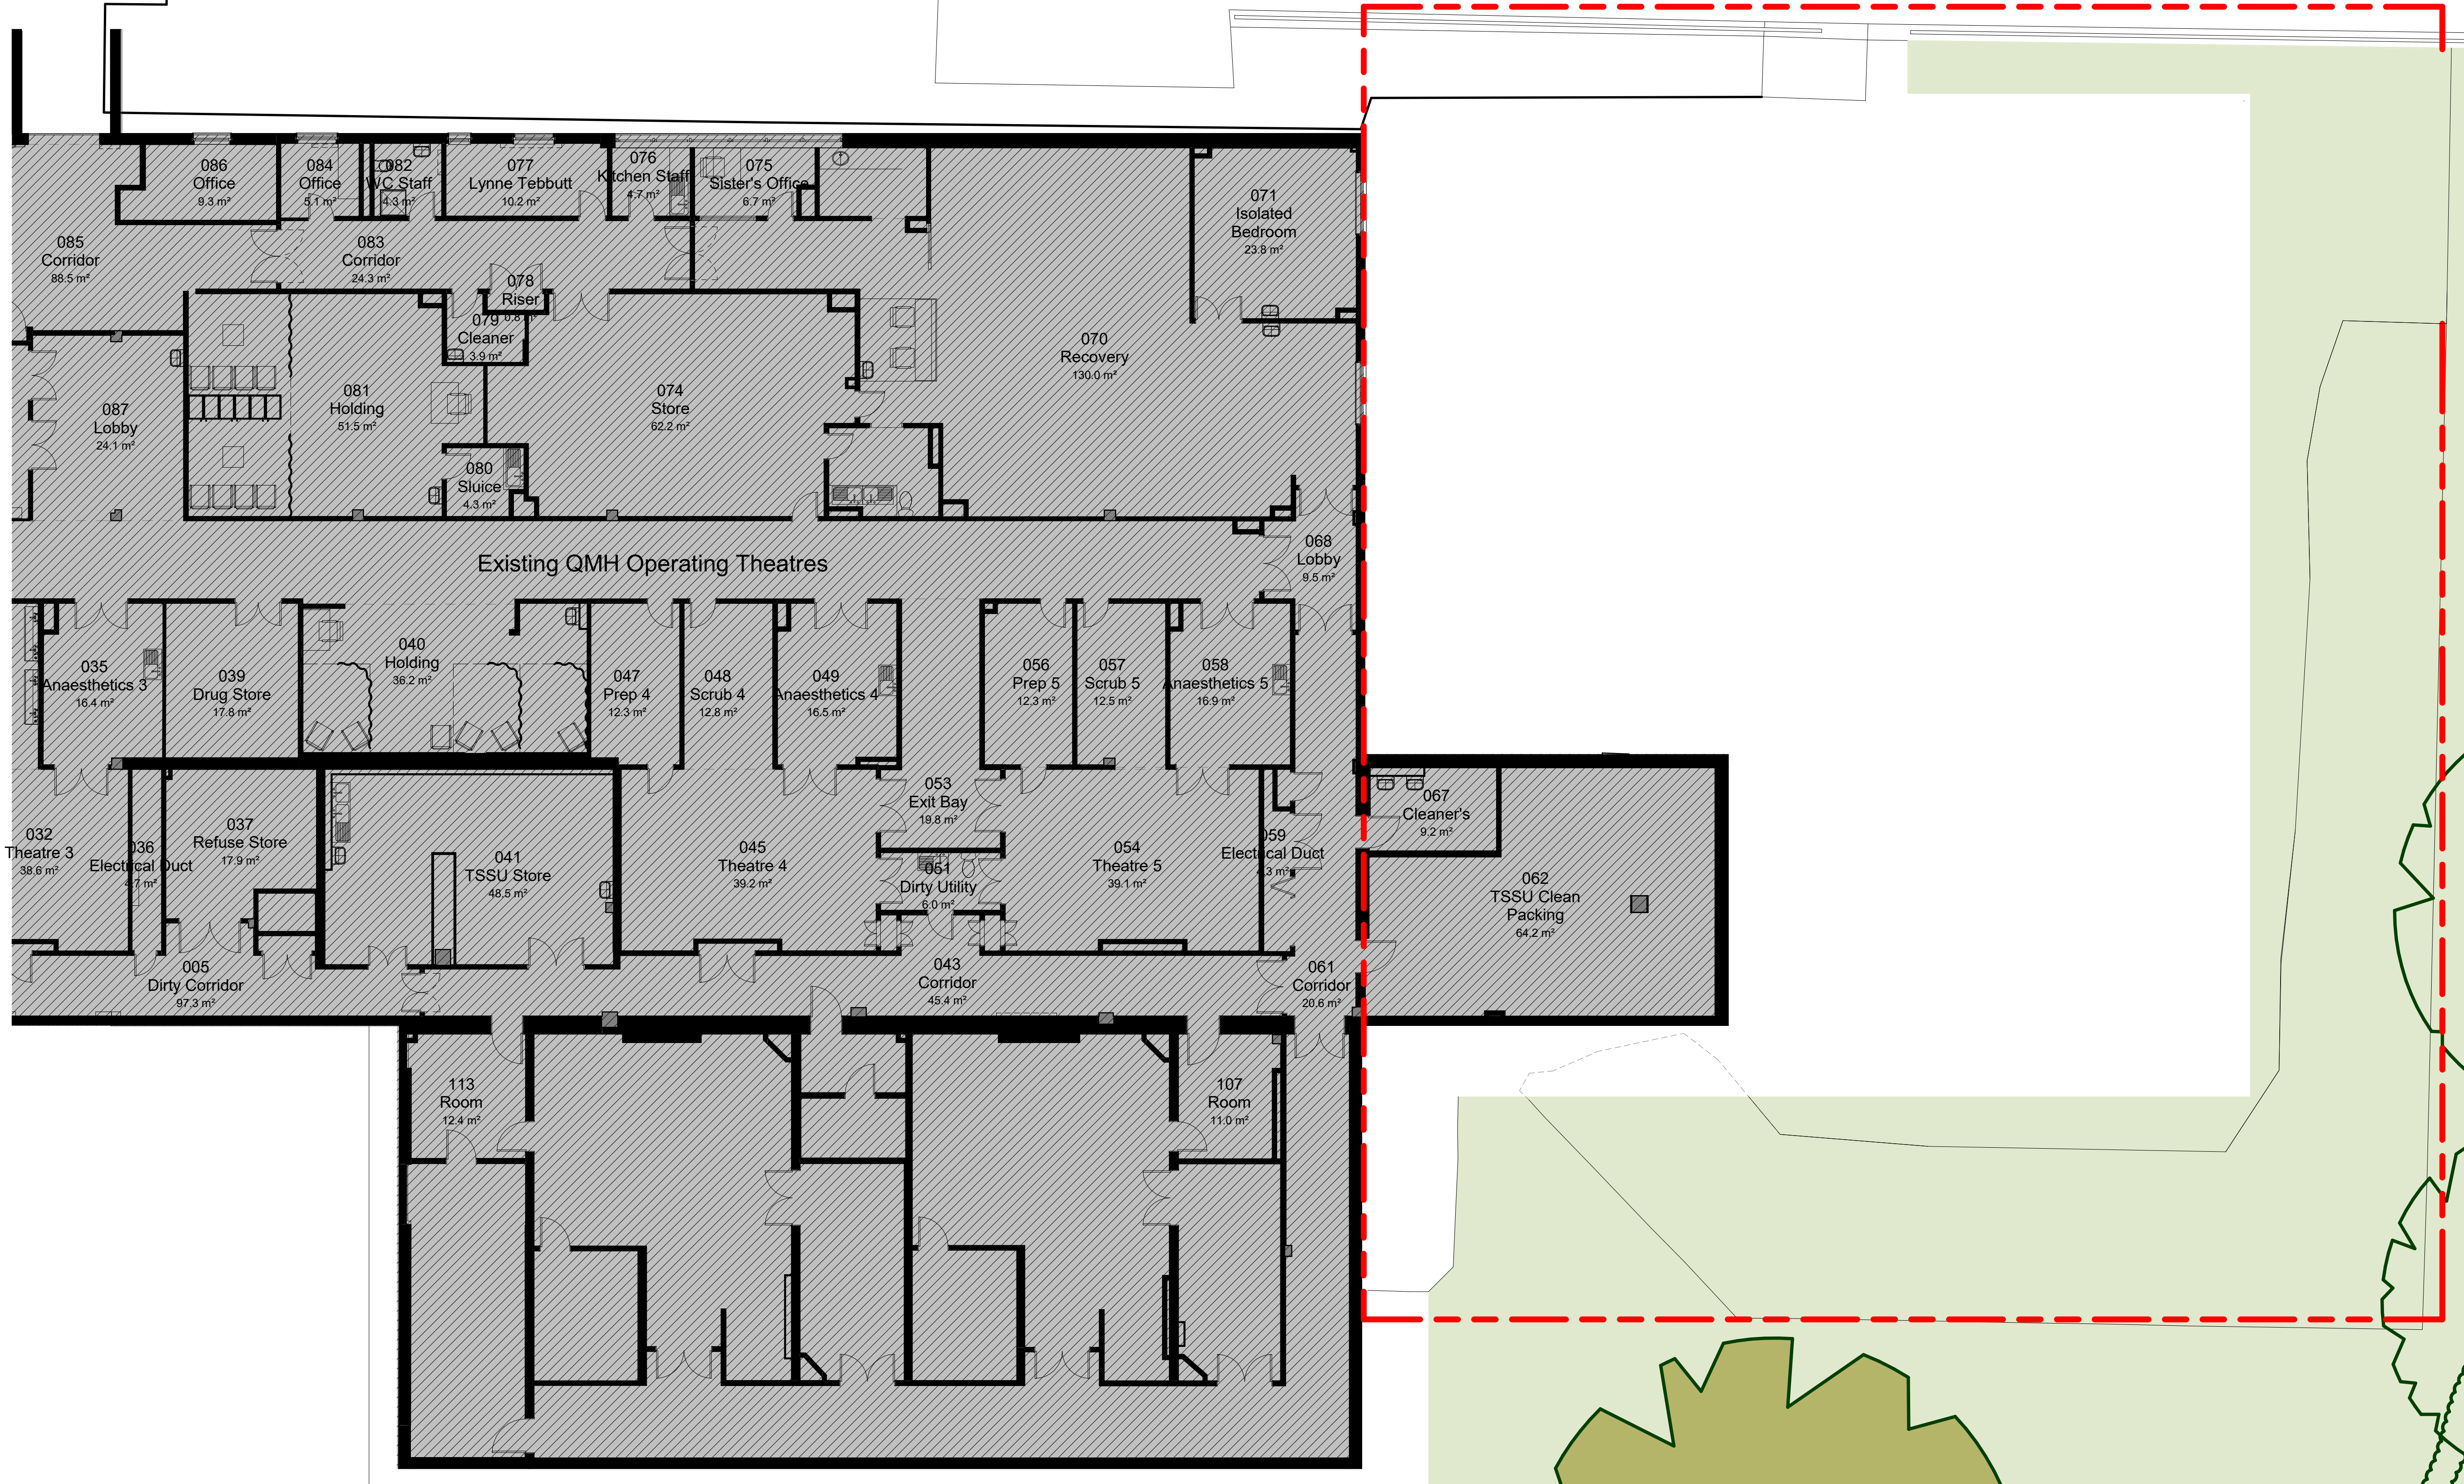 086
Office
9.3 m²
084
Office
5.1 m²
082
WC Staff
4.3 m²
077
Lynne Tebbutt
10.2 m²
076
Kitchen Staff
4.7 m²
075
Sister's Office
6.7 m²
071
Isolated
Bedroom
23.8 m²
085
Corridor
88.5 m²
083
Corridor
24.3 m²
078
Riser
079
Cleaner
3.9 m²
070
Recovery
130.0 m²
087
Lobby
24.1 m²
081
Holding
51.5 m²
074
Store
62.2 m²
080
Sluice
4.3 m²
Existing QMH Operating Theatres
068
Lobby
9.5 m²
035
Anaesthetics 3
16.4 m²
039
Drug Store
17.8 m²
040
Holding
36.2 m²
047
Prep 4
12.3 m²
048
Scrub 4
12.8 m²
049
Anaesthetics 4
16.5 m²
056
Prep 5
12.3 m²
057
Scrub 5
12.5 m²
058
Anaesthetics 5
16.9 m²
053
Exit Bay
19.8 m²
067
Cleaner's
9.2 m²
032
Theatre 3
38.6 m²
036
Electrical Duct
4.7 m²
037
Refuse Store
17.9 m²
041
TSSU Store
48.5 m²
045
Theatre 4
39.2 m²
051
Dirty Utility
6.0 m²
054
Theatre 5
39.1 m²
059
Electrical Duct
062
TSSU Clean
Packing
64.2 m²
005
Dirty Corridor
97.3 m²
043
Corridor
45.4 m²
061
Corridor
20.6 m²
113
Room
12.4 m²
107
Room
11.0 m²